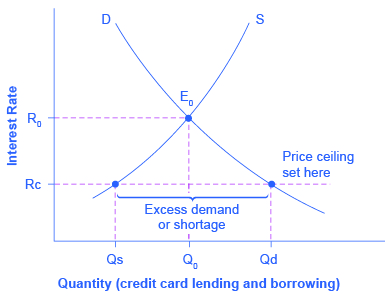 D
S
E₀
Interest Rate
R₀
Price ceiling
set here
Rc
Excess demand
or shortage
Qs
Q₀
Qd
Quantity (credit card lending and borrowing)